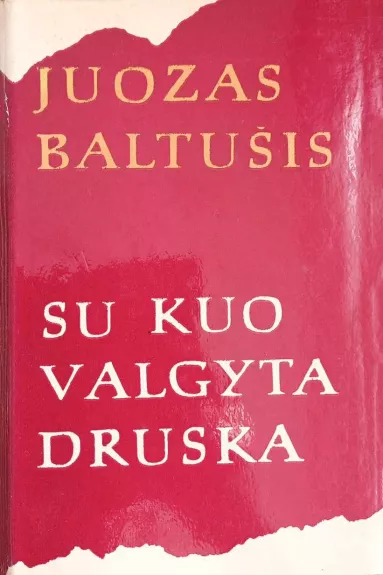 JUOZAS
BALTUŠIS
SU KUO
VALGYTA
DRUSKA